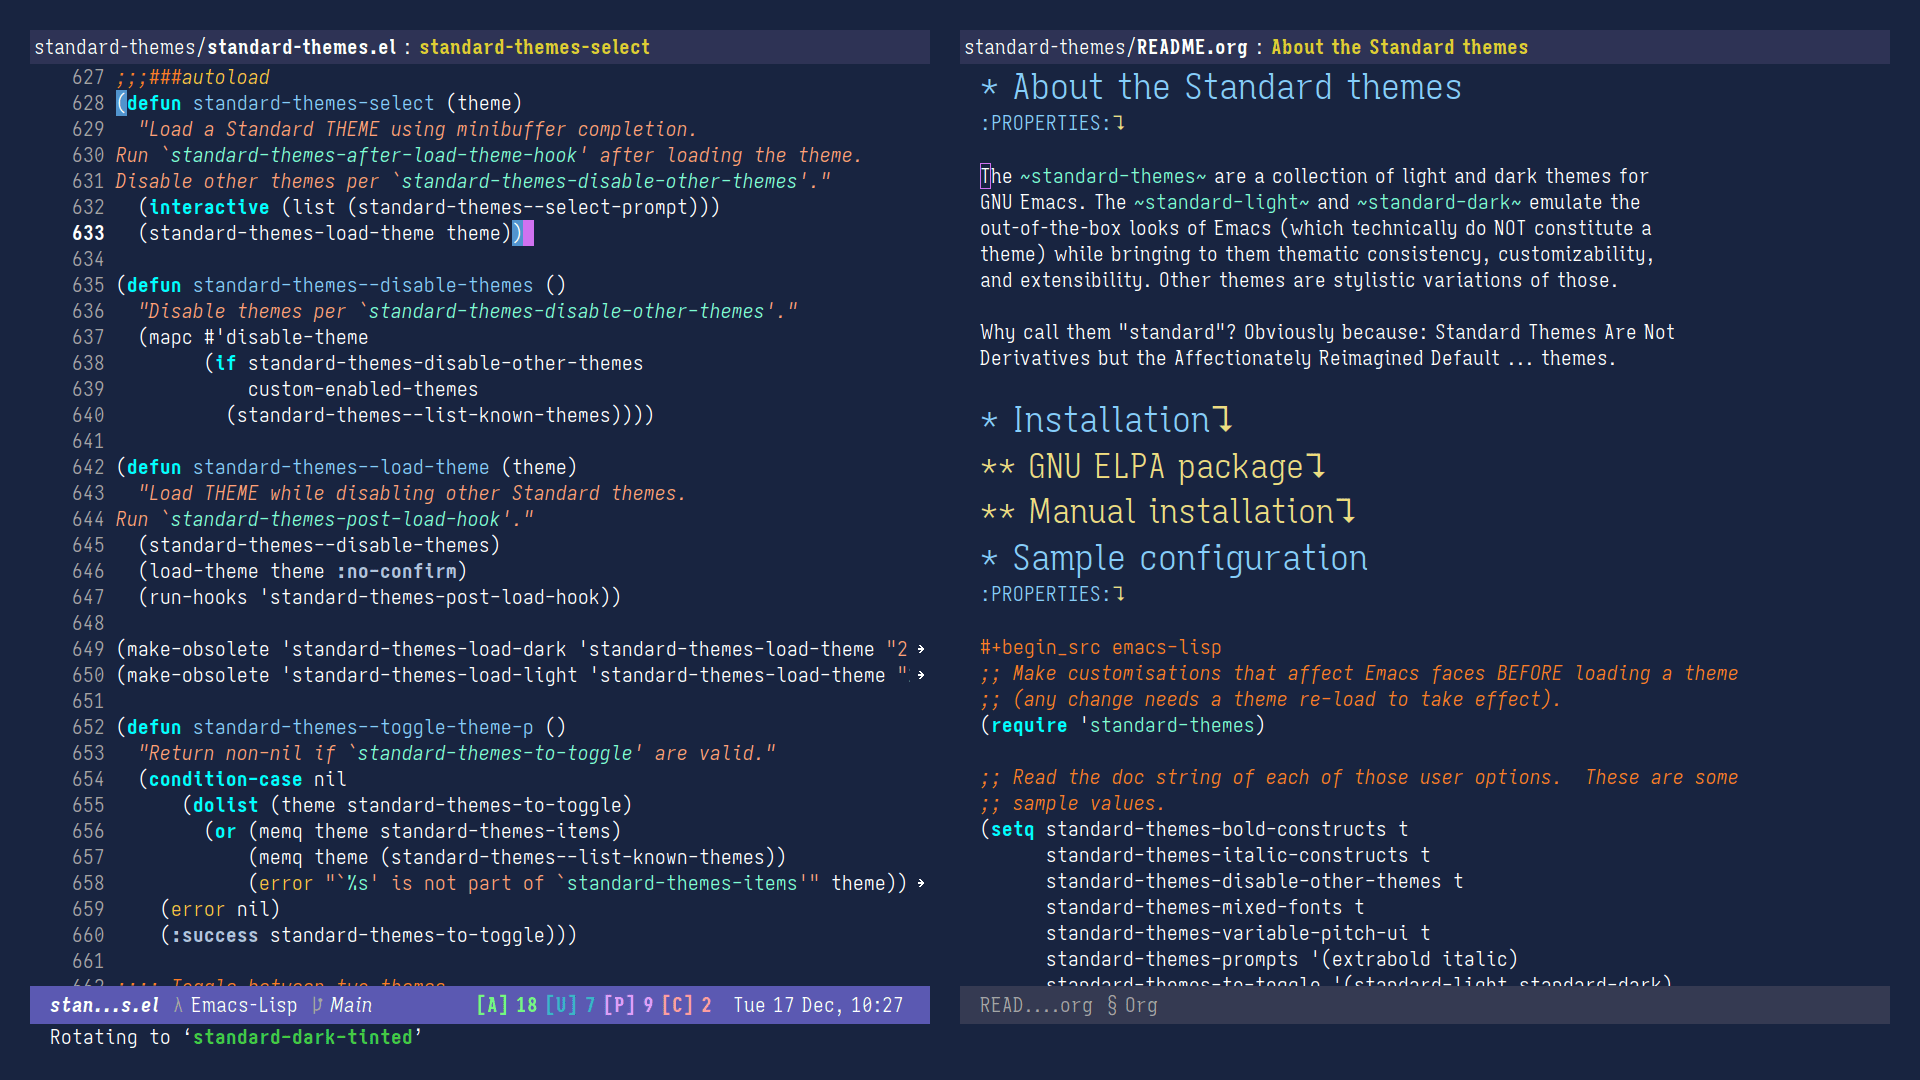 standard-themes/standard-themes.el : standard-themes-select
627 ;;;###autoload
628 (defun standard-themes-select (theme)
629   "Load a Standard THEME using minibuffer completion.
630 Run `standard-themes-after-load-theme-hook' after loading the theme.
631 Disable other themes per `standard-themes-disable-other-themes'."
632   (interactive (list (standard-themes--select-prompt)))
633   (standard-themes-load-theme theme))
634
635 (defun standard-themes--disable-themes ()
636   "Disable themes per `standard-themes-disable-other-themes'."
637   (mapc #'disable-theme
638         (if standard-themes-disable-other-themes
639             custom-enabled-themes
640           (standard-themes--list-known-themes))))
641
642 (defun standard-themes--load-theme (theme)
643   "Load THEME while disabling other Standard themes.
644 Run `standard-themes-post-load-hook'."
645   (standard-themes--disable-themes)
646   (load-theme theme :no-confirm)
647   (run-hooks 'standard-themes-post-load-hook))
648
649 (make-obsolete 'standard-themes-load-dark 'standard-themes-load-theme "2
650 (make-obsolete 'standard-themes-load-light 'standard-themes-load-theme "
651
652 (defun standard-themes--toggle-theme-p ()
653   "Return non-nil if `standard-themes-to-toggle' are valid."
654   (condition-case nil
655       (dolist (theme standard-themes-to-toggle)
656         (or (memq theme standard-themes-items)
657             (memq theme (standard-themes--list-known-themes))
658             (error "`%s' is not part of `standard-themes-items'" theme))
659     (error nil)
660     (:success standard-themes-to-toggle)))
661
662 ;;;; Toggle between two themes
stan...s.el λ Emacs-Lisp Main [A] 18 [U] 7 [P] 9 [C] 2 Tue 17 Dec, 10:27
Rotating to ‘standard-dark-tinted’
standard-themes/README.org : About the Standard themes
* About the Standard themes
:PROPERTIES:↴
The ~standard-themes~ are a collection of light and dark themes for
GNU Emacs. The ~standard-light~ and ~standard-dark~ emulate the
out-of-the-box looks of Emacs (which technically do NOT constitute a
theme) while bringing to them thematic consistency, customizability,
and extensibility. Other themes are stylistic variations of those.
Why call them "standard"? Obviously because: Standard Themes Are Not
Derivatives but the Affectionately Reimagined Default ... themes.
* Installation↴
** GNU ELPA package↴
** Manual installation↴
* Sample configuration
:PROPERTIES:↴
#+begin_src emacs-lisp
;; Make customisations that affect Emacs faces BEFORE loading a theme
;; (any change needs a theme re-load to take effect).
(require 'standard-themes)
;; Read the doc string of each of those user options.  These are some
;; sample values.
(setq standard-themes-bold-constructs t
      standard-themes-italic-constructs t
      standard-themes-disable-other-themes t
      standard-themes-mixed-fonts t
      standard-themes-variable-pitch-ui t
      standard-themes-prompts '(extrabold italic)
      standard-themes-to-toggle '(standard-light standard-dark)
READ....org § Org